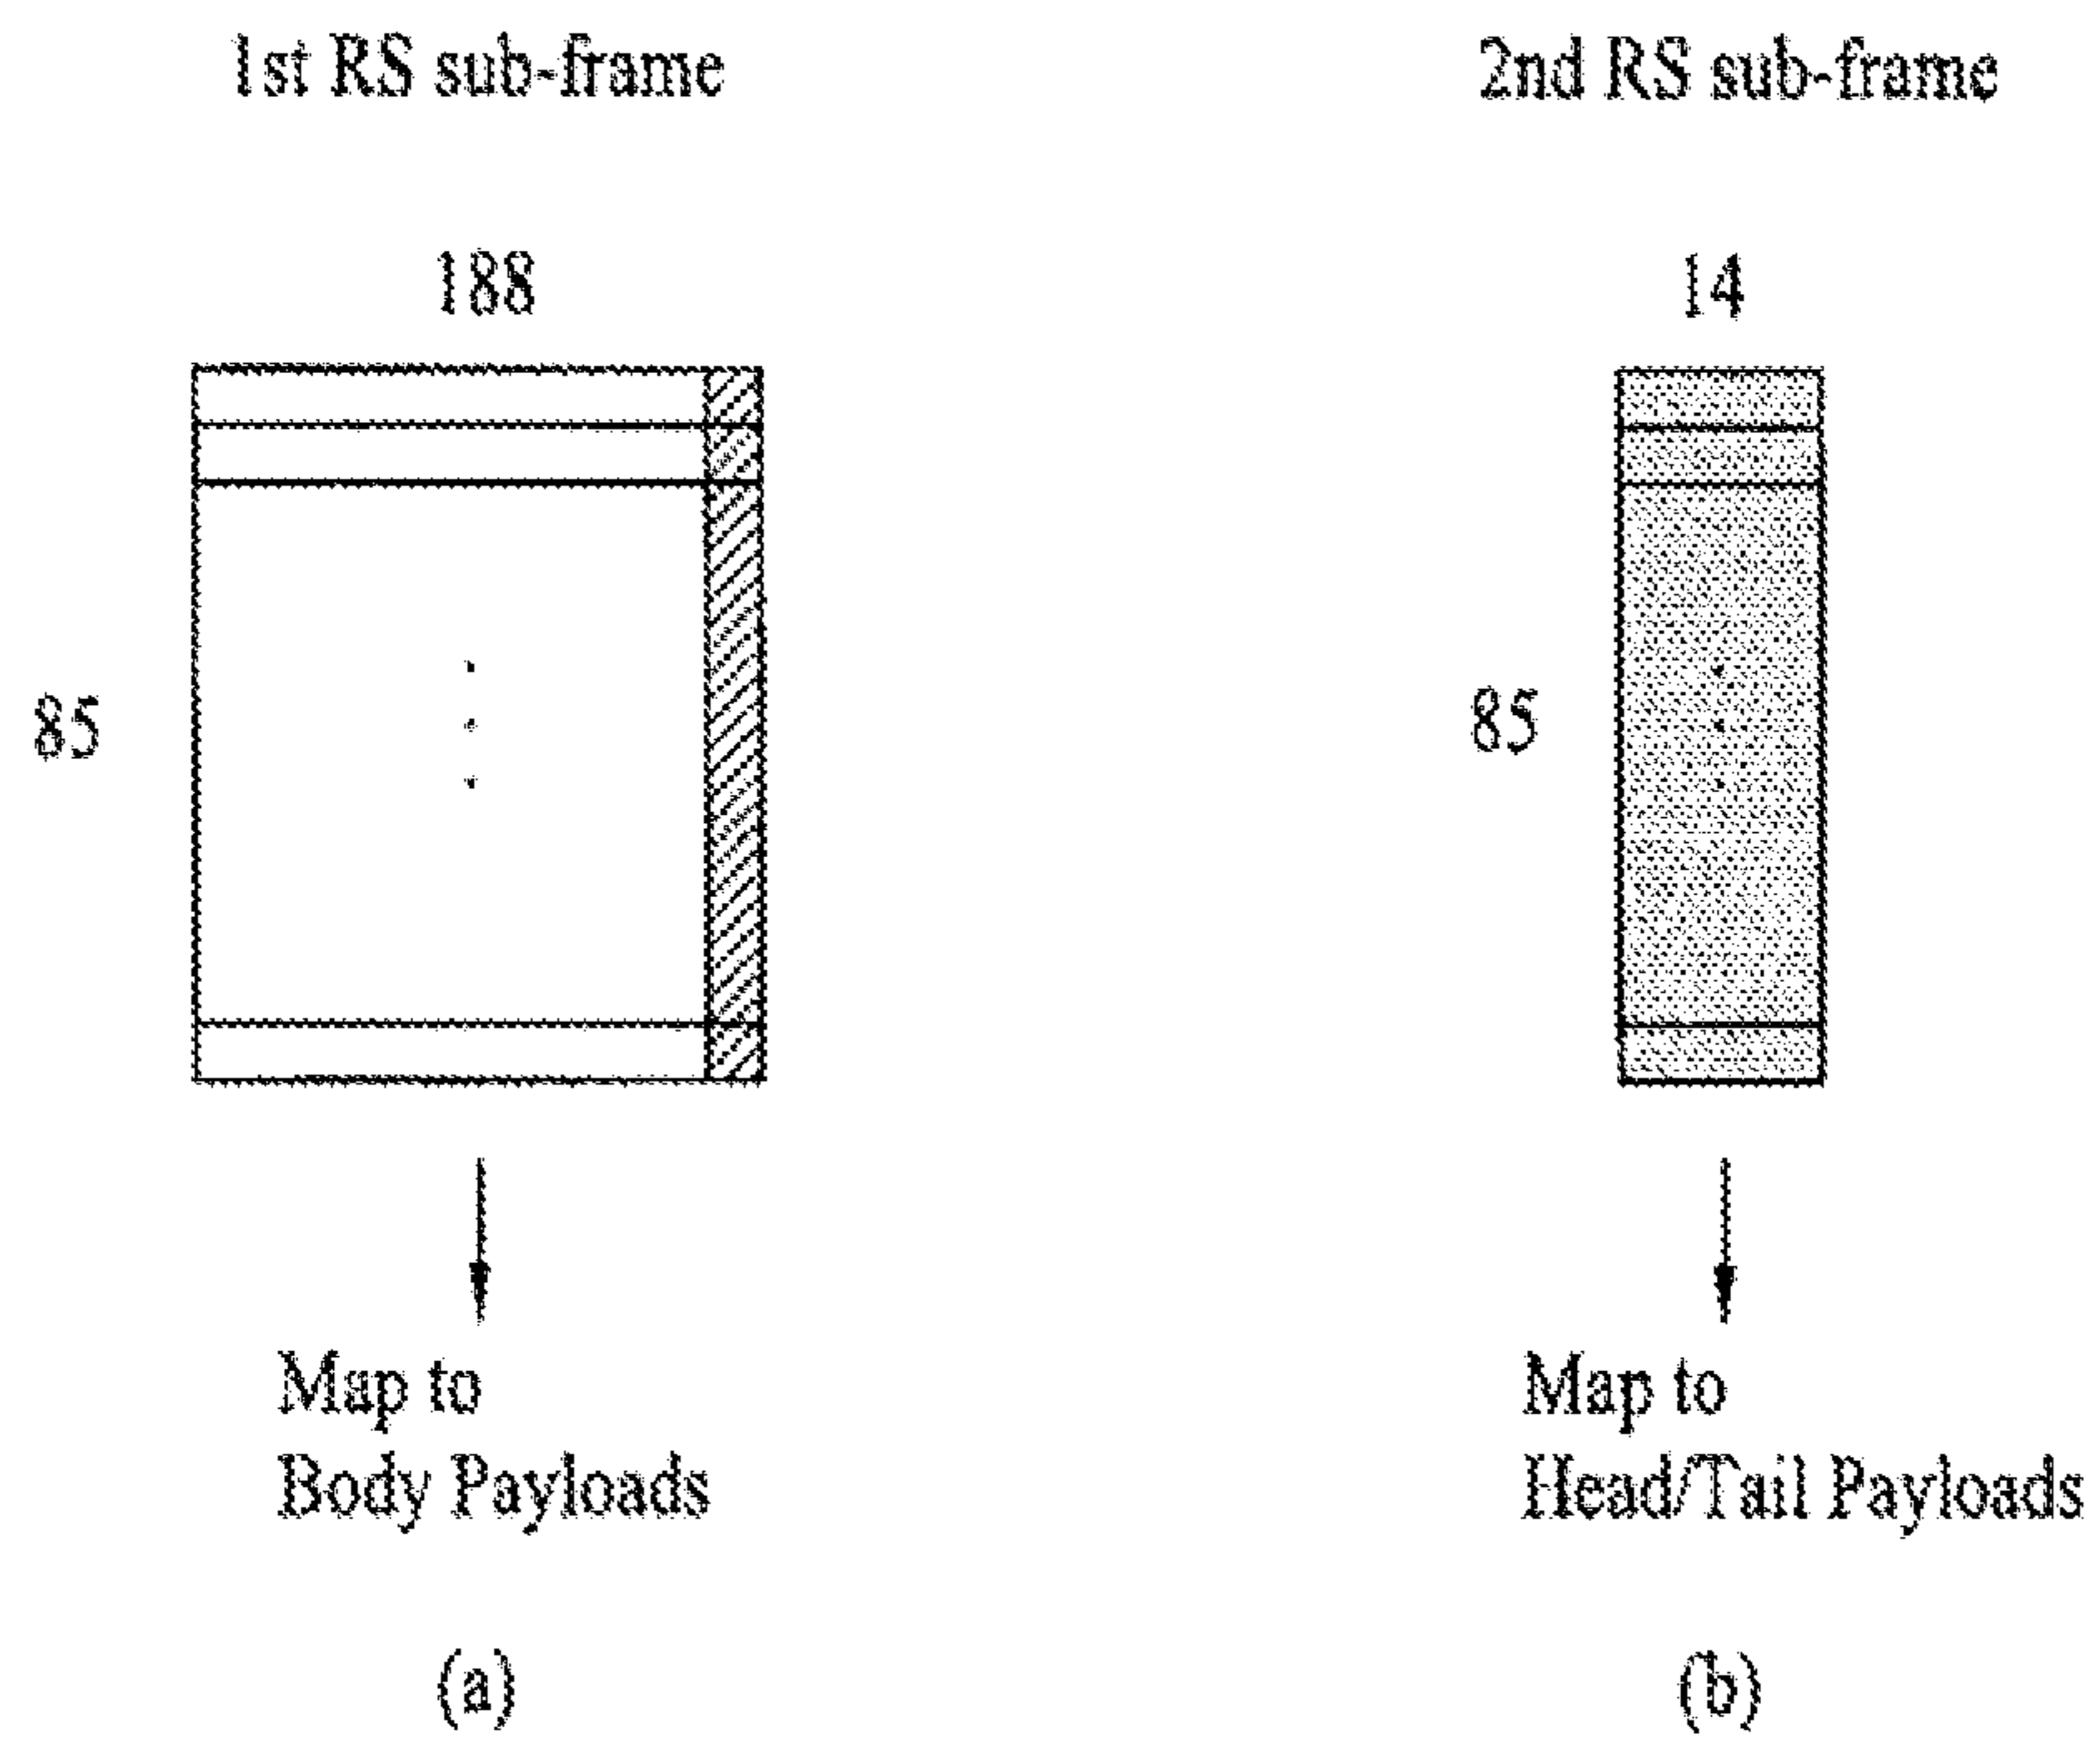 1st RS sub-frame
188
85
Map to
Body Payloads
(a)
2nd RS sub-frame
14
85
Map to
Head/Tail Payloads
(b)